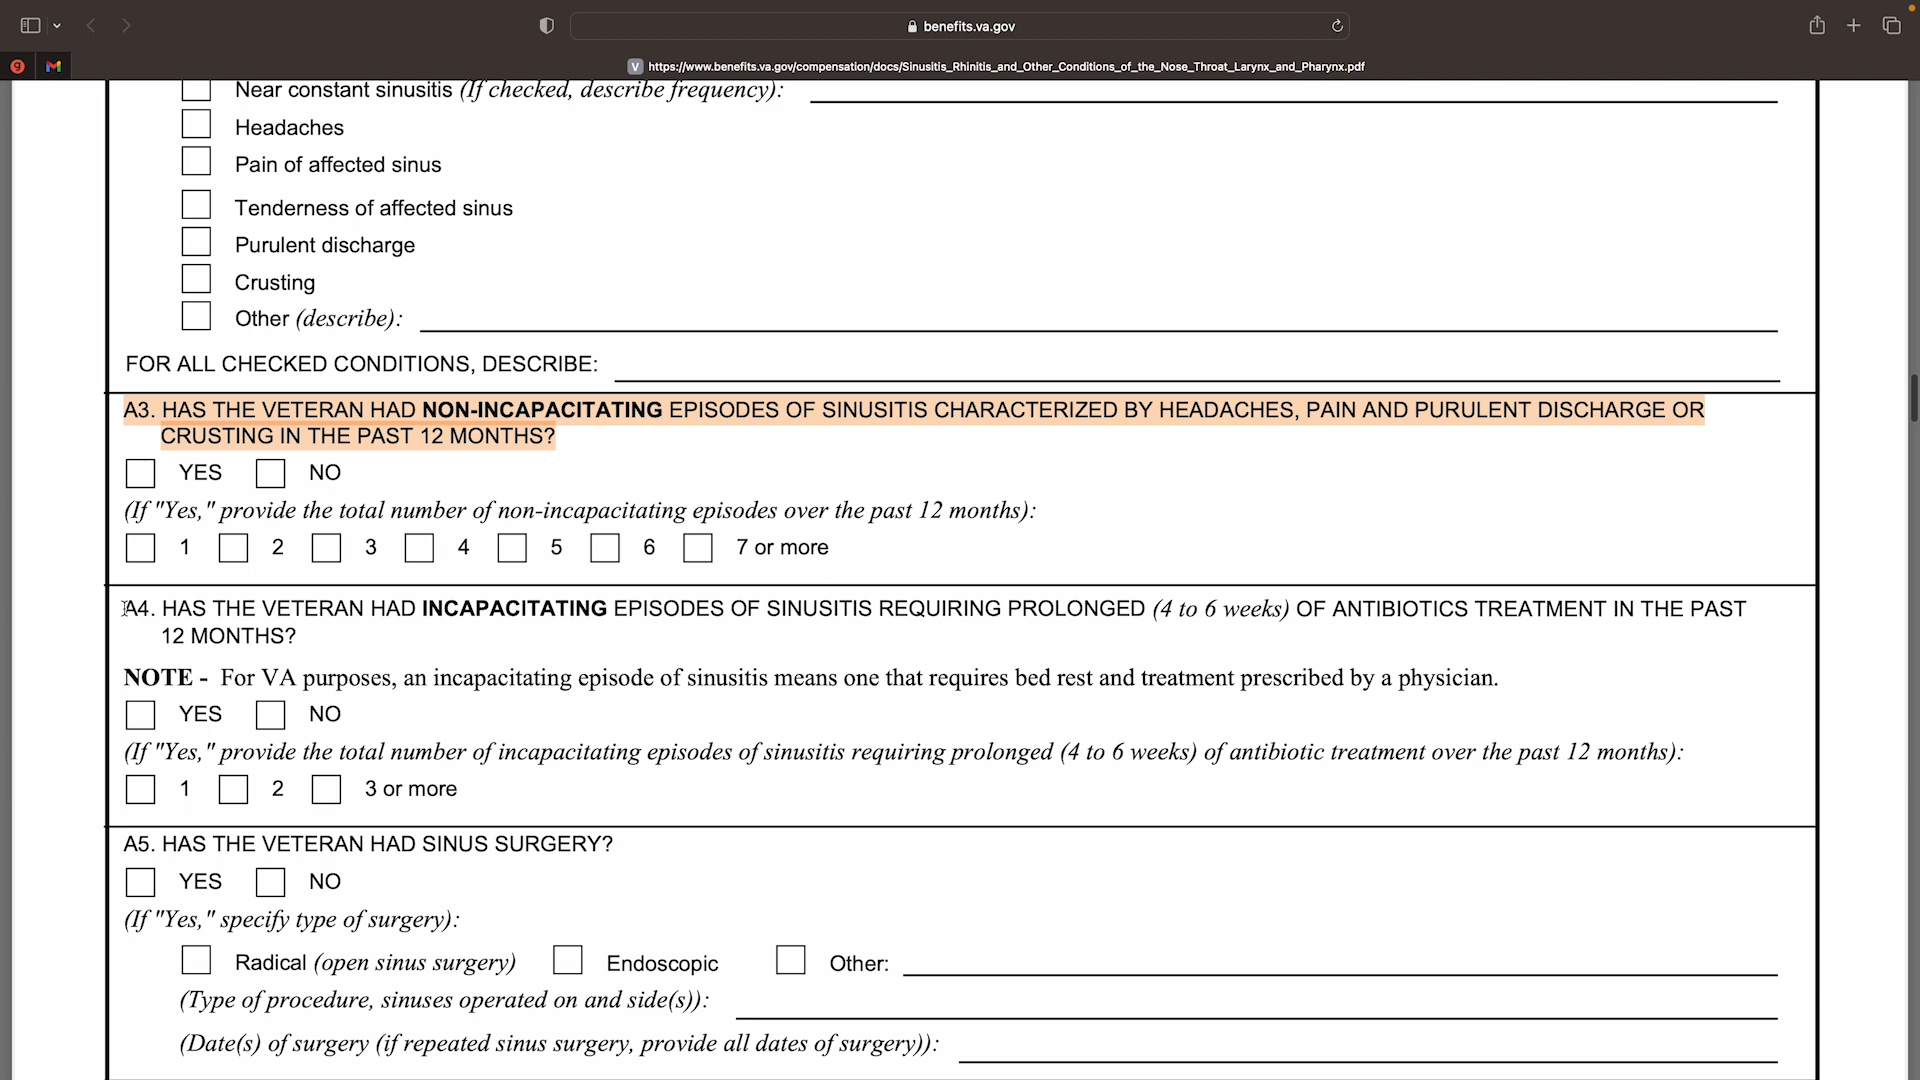 benefits.va.gov
g
V https://www.benefits.va.gov/compensation/docs/Sinusitis_Rhinitis_and_Other_Conditions_of_the_Nose_Throat_Larynx_and_Pharynx.pdf
Near constant sinusitis (If checked, describe frequency):
Headaches
Pain of affected sinus
Tenderness of affected sinus
Purulent discharge
Crusting
Other (describe):
FOR ALL CHECKED CONDITIONS, DESCRIBE:
A3. HAS THE VETERAN HAD NON-INCAPACITATING EPISODES OF SINUSITIS CHARACTERIZED BY HEADACHES, PAIN AND PURULENT DISCHARGE OR
CRUSTING IN THE PAST 12 MONTHS?
YES NO
(If "Yes," provide the total number of non-incapacitating episodes over the past 12 months):
1 2 3 4 5 6 7 or more
A4. HAS THE VETERAN HAD INCAPACITATING EPISODES OF SINUSITIS REQUIRING PROLONGED (4 to 6 weeks) OF ANTIBIOTICS TREATMENT IN THE PAST
12 MONTHS?
NOTE - For VA purposes, an incapacitating episode of sinusitis means one that requires bed rest and treatment prescribed by a physician.
YES NO
(If "Yes," provide the total number of incapacitating episodes of sinusitis requiring prolonged (4 to 6 weeks) of antibiotic treatment over the past 12 months):
1 2 3 or more
A5. HAS THE VETERAN HAD SINUS SURGERY?
YES NO
(If "Yes," specify type of surgery):
Radical (open sinus surgery) Endoscopic Other:
(Type of procedure, sinuses operated on and side(s)):
(Date(s) of surgery (if repeated sinus surgery, provide all dates of surgery)):